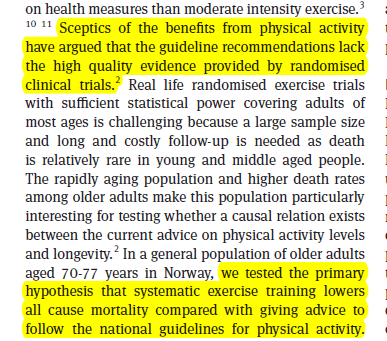 on health measures than moderate intensity exercise.3
10 11 Sceptics of the benefits from physical activity
have argued that the guideline recommendations lack
the high quality evidence provided by randomised
clinical trials.2 Real life randomised exercise trials
with sufficient statistical power covering adults of
most ages is challenging because a large sample size
and long and costly follow-up is needed as death
is relatively rare in young and middle aged people.
The rapidly aging population and higher death rates
among older adults make this population particularly
interesting for testing whether a causal relation exists
between the current advice on physical activity levels
and longevity.2 In a general population of older adults
aged 70-77 years in Norway, we tested the primary
hypothesis that systematic exercise training lowers
all cause mortality compared with giving advice to
follow the national guidelines for physical activity.